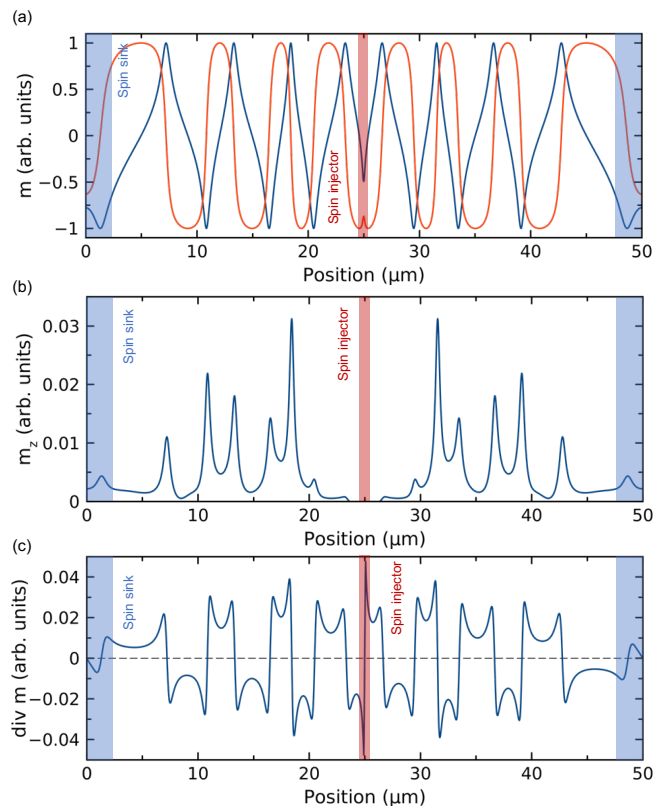 (a)
1
0.5
0
−0.5
−1
m (arb. units)
Spin sink
Spin injector
0 10 20 30 40 50
Position (μm)
(b)
0.03
0.02
0.01
0
m_z (arb. units)
Spin sink
Spin injector
0 10 20 30 40 50
Position (μm)
(c)
0.04
0.02
0
−0.02
−0.04
div m (arb. units)
Spin sink
Spin injector
0 10 20 30 40 50
Position (μm)